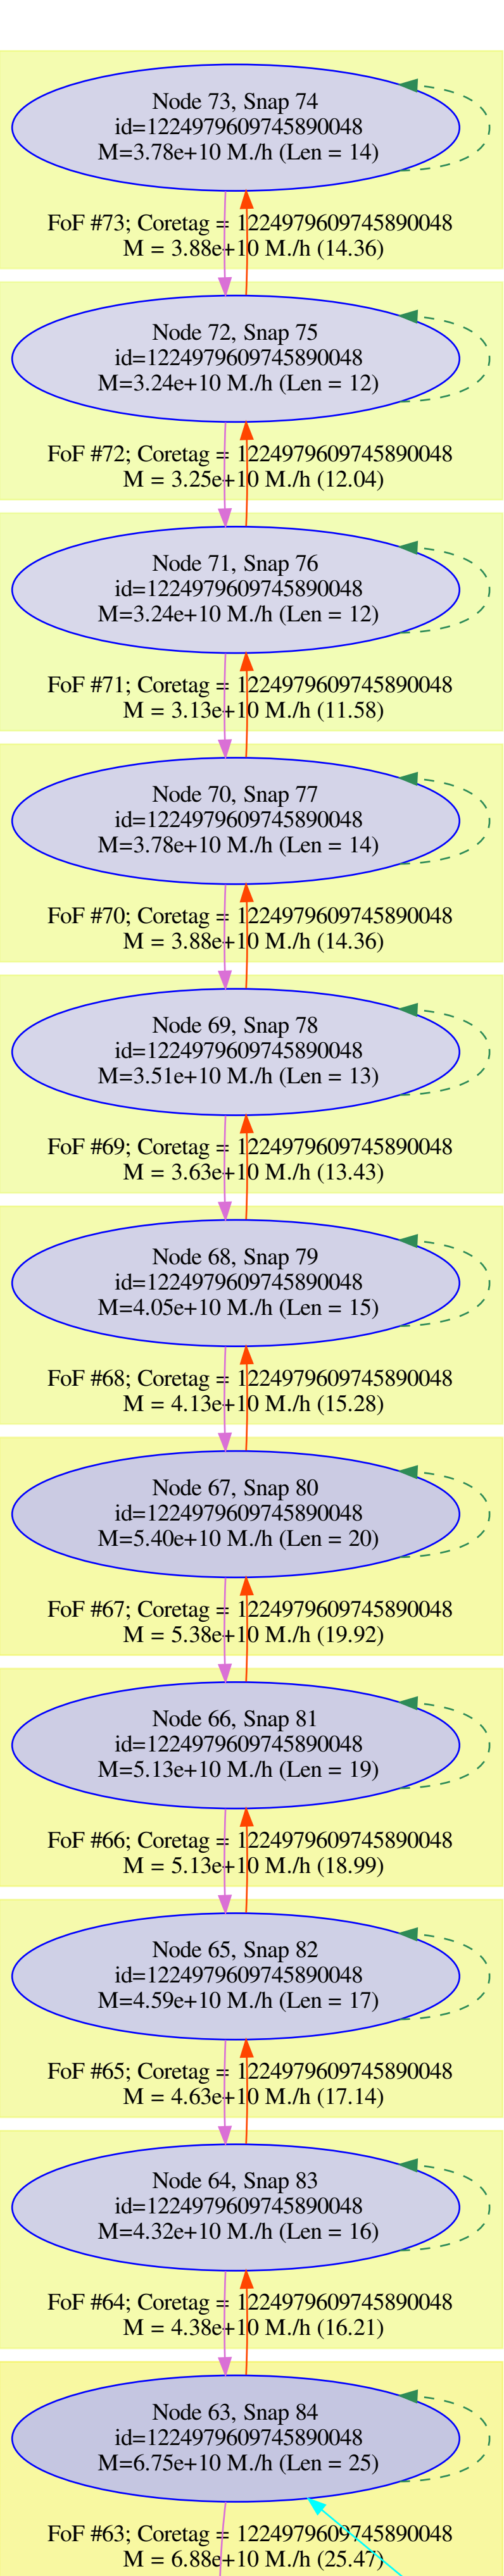 Node 73, Snap 74
id=1224979609745890048
M=3.78e+10 M./h (Len = 14)
FoF #73; Coretag = 1224979609745890048
M = 3.88e+10 M./h (14.36)
Node 72, Snap 75
id=1224979609745890048
M=3.24e+10 M./h (Len = 12)
FoF #72; Coretag = 1224979609745890048
M = 3.25e+10 M./h (12.04)
Node 71, Snap 76
id=1224979609745890048
M=3.24e+10 M./h (Len = 12)
FoF #71; Coretag = 1224979609745890048
M = 3.13e+10 M./h (11.58)
Node 70, Snap 77
id=1224979609745890048
M=3.78e+10 M./h (Len = 14)
FoF #70; Coretag = 1224979609745890048
M = 3.88e+10 M./h (14.36)
Node 69, Snap 78
id=1224979609745890048
M=3.51e+10 M./h (Len = 13)
FoF #69; Coretag = 1224979609745890048
M = 3.63e+10 M./h (13.43)
Node 68, Snap 79
id=1224979609745890048
M=4.05e+10 M./h (Len = 15)
FoF #68; Coretag = 1224979609745890048
M = 4.13e+10 M./h (15.28)
Node 67, Snap 80
id=1224979609745890048
M=5.40e+10 M./h (Len = 20)
FoF #67; Coretag = 1224979609745890048
M = 5.38e+10 M./h (19.92)
Node 66, Snap 81
id=1224979609745890048
M=5.13e+10 M./h (Len = 19)
FoF #66; Coretag = 1224979609745890048
M = 5.13e+10 M./h (18.99)
Node 65, Snap 82
id=1224979609745890048
M=4.59e+10 M./h (Len = 17)
FoF #65; Coretag = 1224979609745890048
M = 4.63e+10 M./h (17.14)
Node 64, Snap 83
id=1224979609745890048
M=4.32e+10 M./h (Len = 16)
FoF #64; Coretag = 1224979609745890048
M = 4.38e+10 M./h (16.21)
Node 63, Snap 84
id=1224979609745890048
M=6.75e+10 M./h (Len = 25)
FoF #63; Coretag = 1224979609745890048
M = 6.88e+10 M./h (25.47)